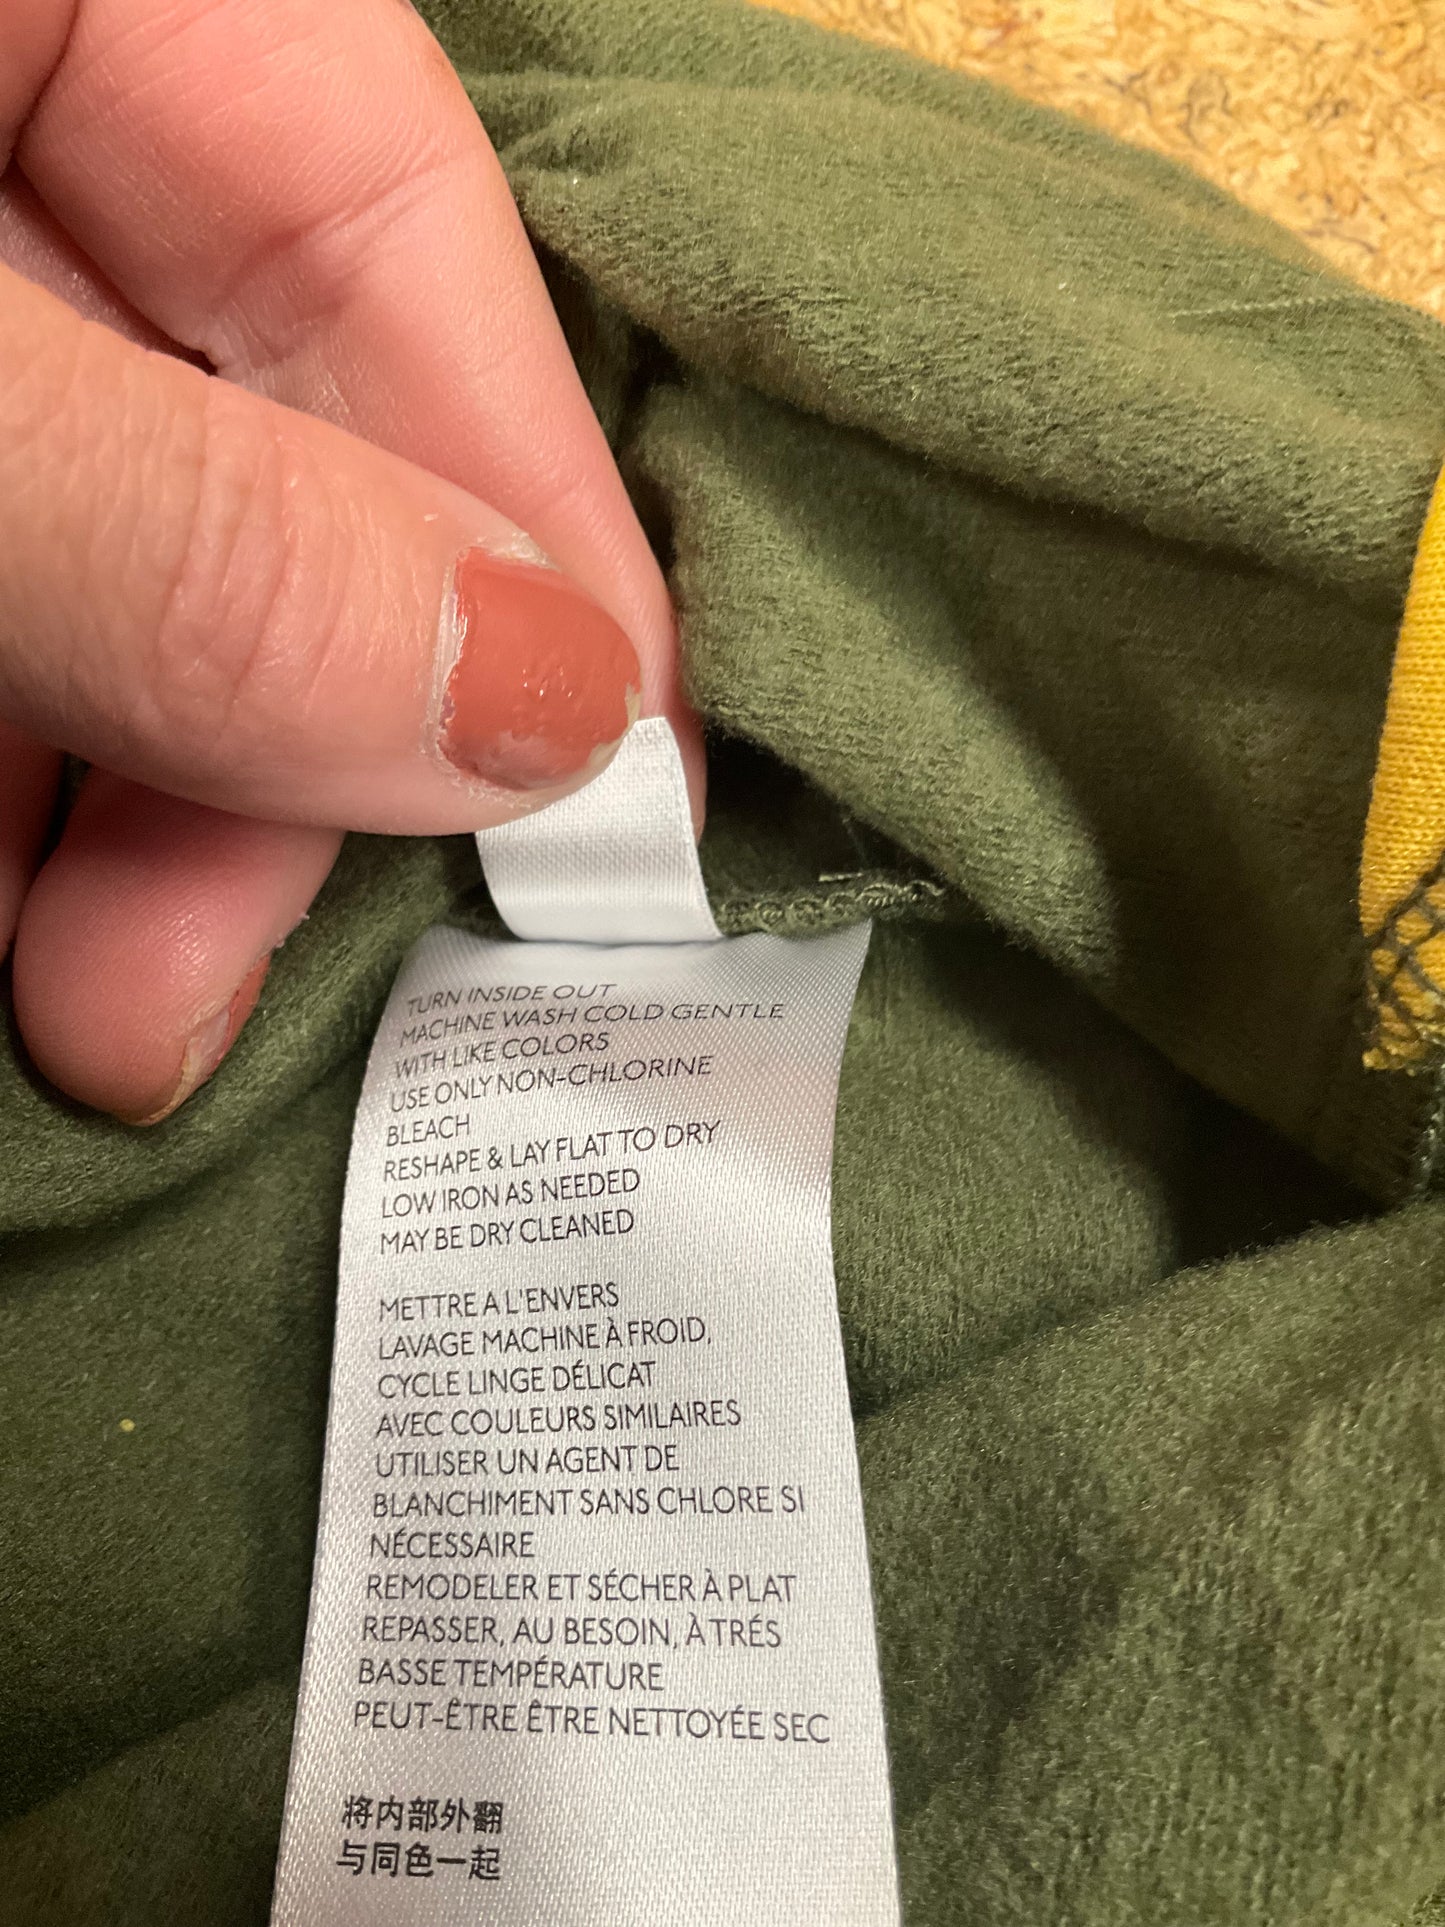 TURN INSIDE OUT
MACHINE WASH COLD GENTLE
WITH LIKE COLORS
USE ONLY NON-CHLORINE
BLEACH
RESHAPE & LAY FLAT TO DRY
LOW IRON AS NEEDED
MAY BE DRY CLEANED
METTRE A L'ENVERS
LAVAGE MACHINE À FROID,
CYCLE LINGE DÉLICAT
AVEC COULEURS SIMILAIRES
UTILISER UN AGENT DE
BLANCHIMENT SANS CHLORE SI
NÉCESSAIRE
REMODELER ET SÉCHER À PLAT
REPASSER, AU BESOIN, À TRÉS
BASSE TEMPÉRATURE
PEUT-ÊTRE ÊTRE NETTOYÉE SEC
将内部外翻
与同色一起